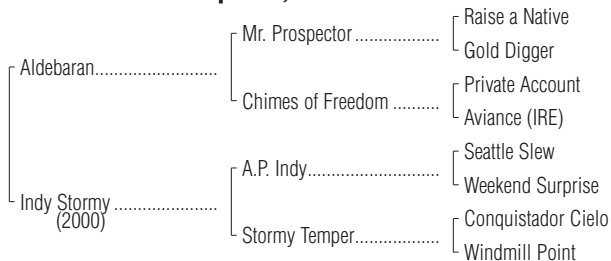 Raise a Native
Mr. Prospector..................
Gold Digger
Aldebaran..........................
Private Account
Chimes of Freedom ..........
Aviance (IRE)
Seattle Slew
A.P. Indy.............................
Weekend Surprise
Indy Stormy ......................
(2000)
Conquistador Cielo
Stormy Temper..................
Windmill Point